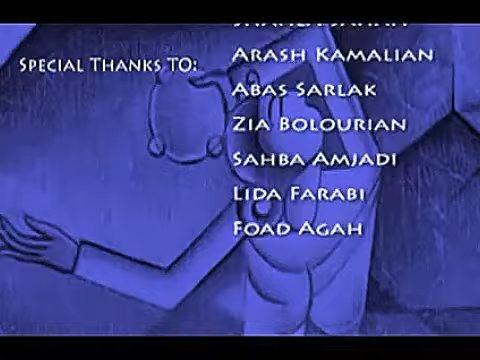 Special Thanks to:
Arash Kamalian
Abas Sarlak
Zia Bolourian
Sahba Amjadi
Lida Farabi
Foad Agah